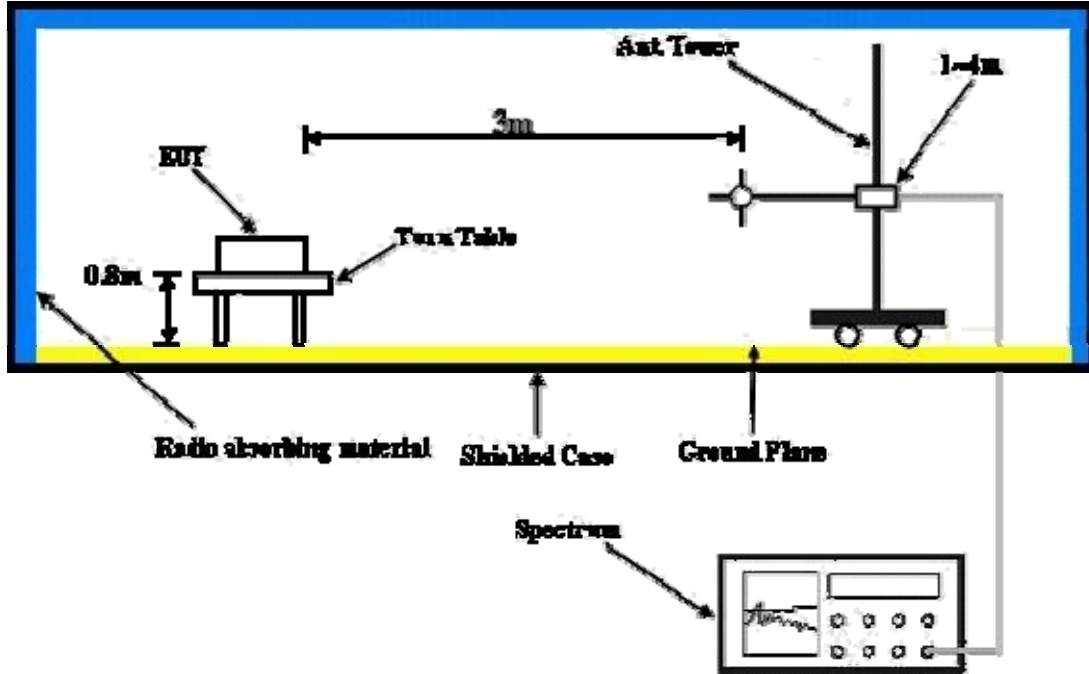 Ant Tower
1~4m
3m
EUT
Turn Table
0.8m
Radio absorbing material
Shielded Case
Ground Plane
Spectrum